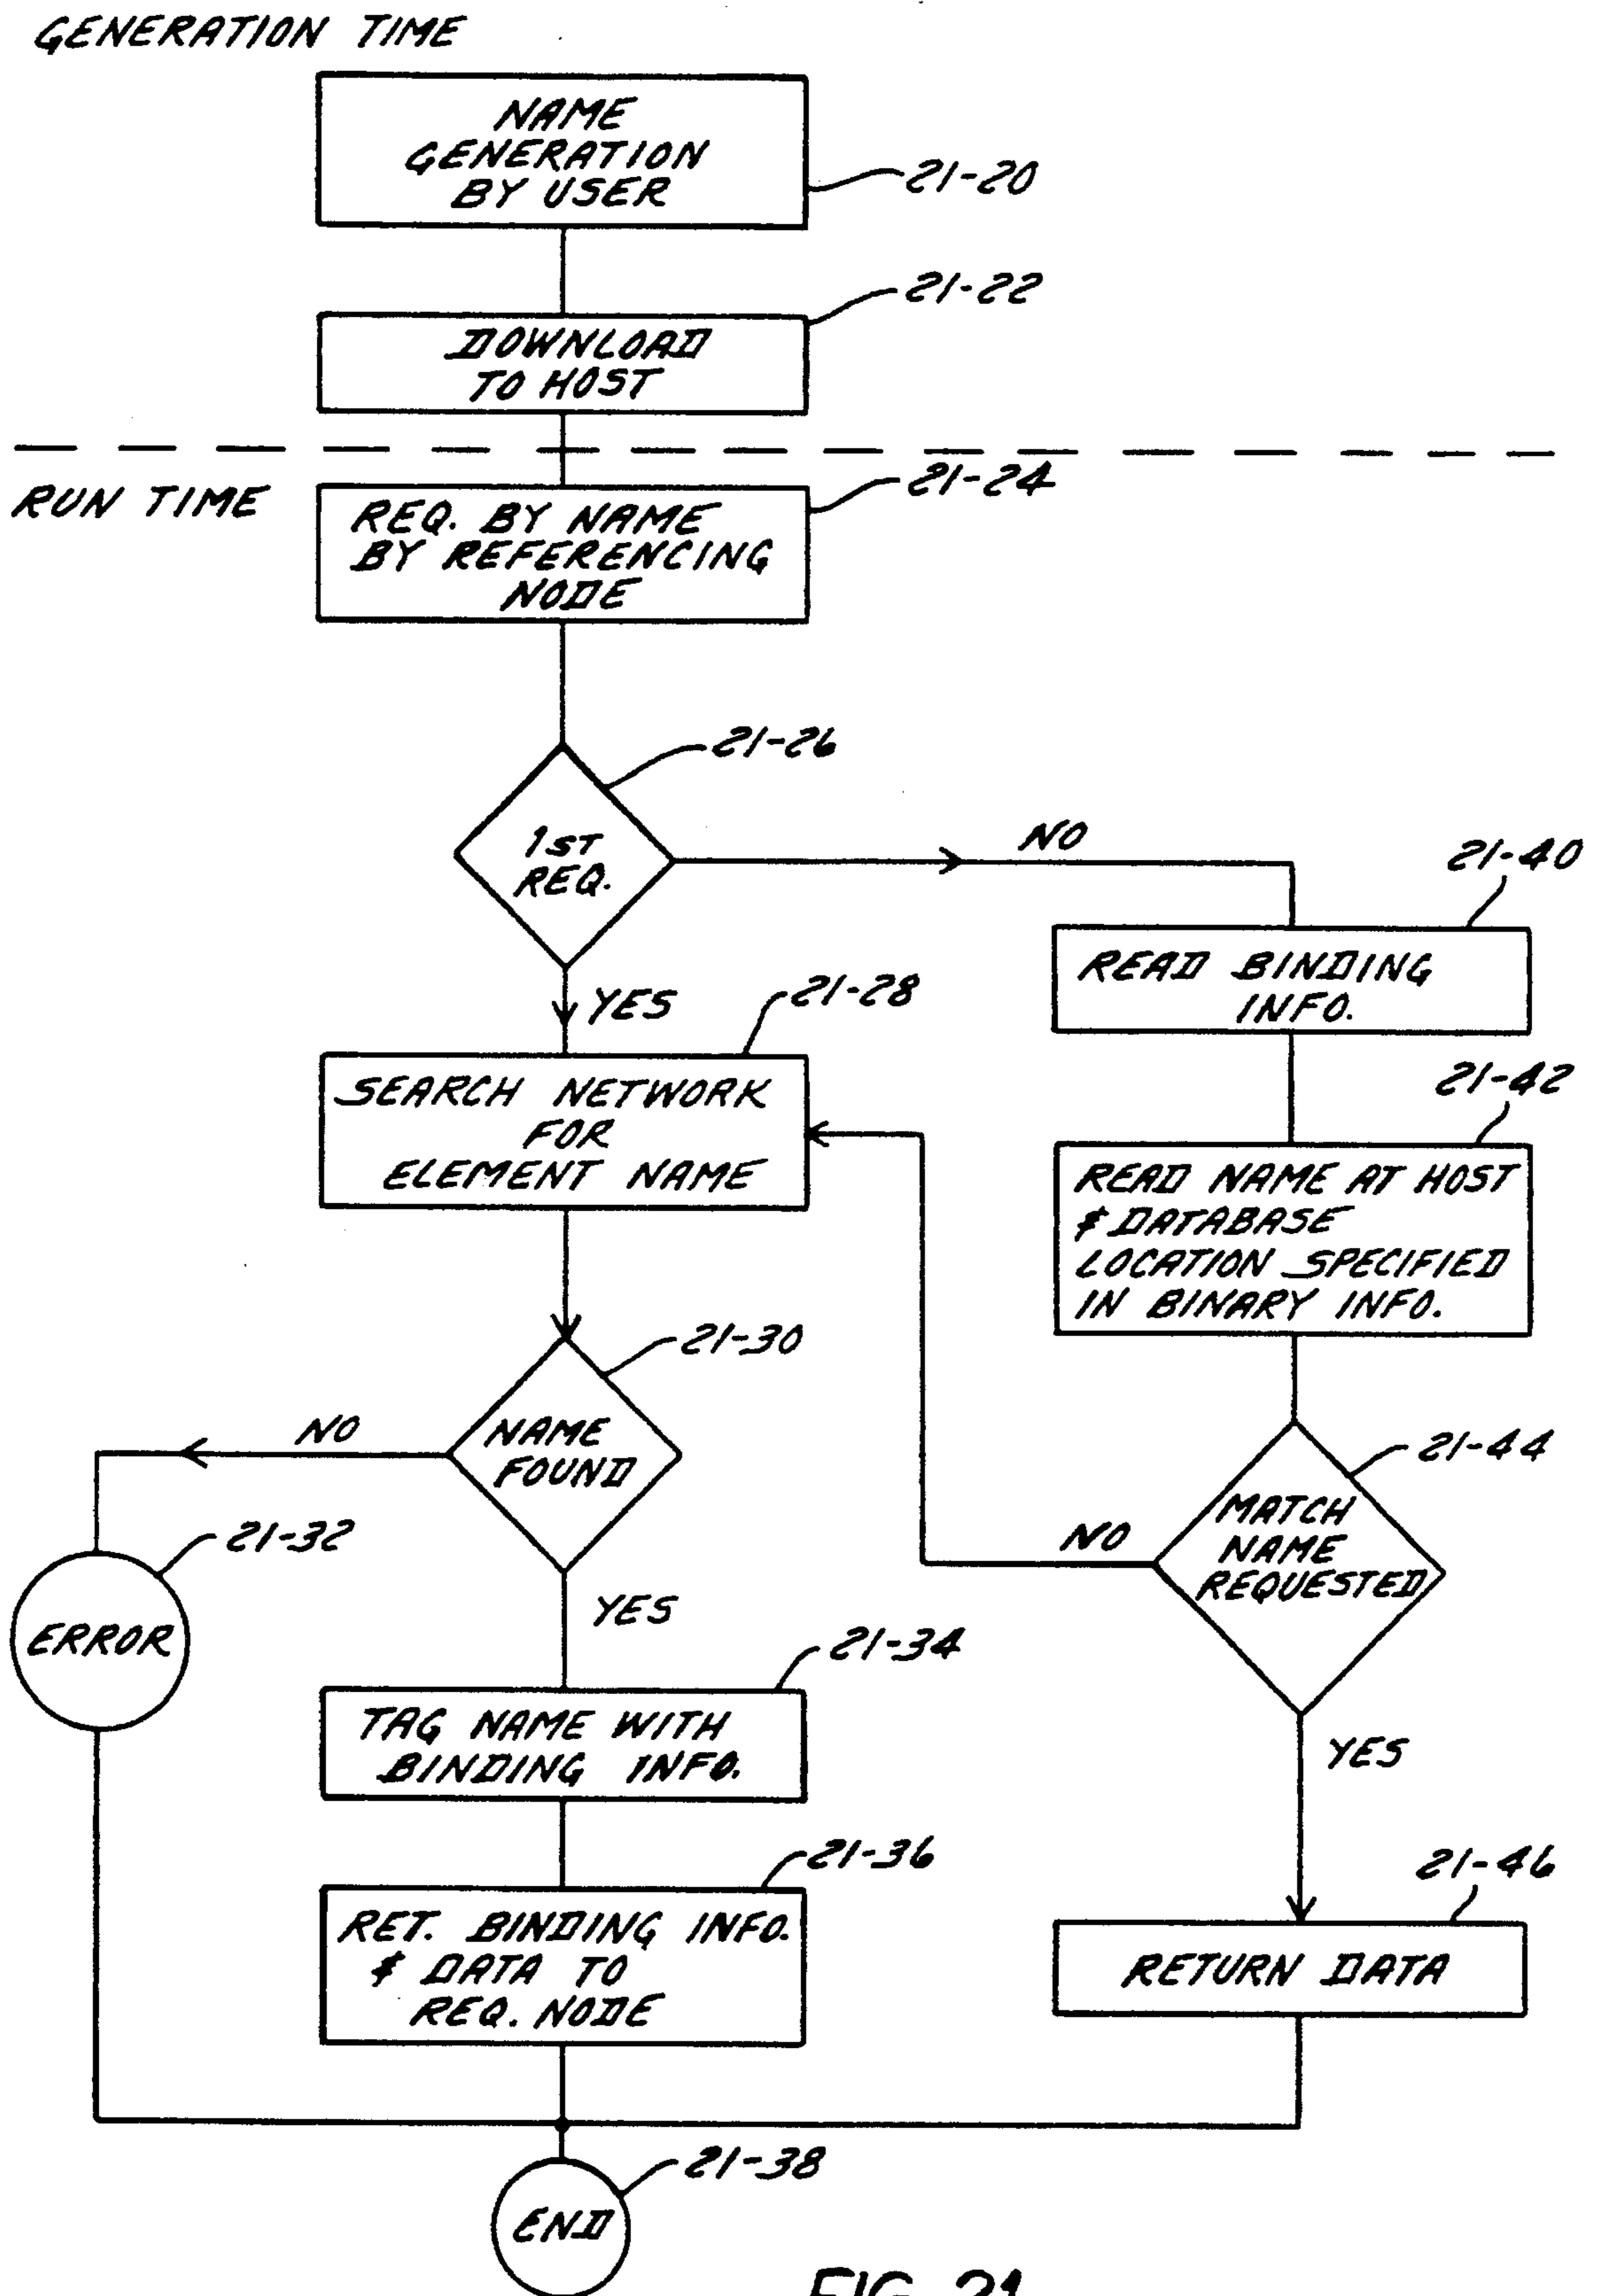 GENERATION TIME
NAME
GENERATION
BY USER
21-20
21-22
DOWNLOAD
TO HOST
RUN TIME
21-24
REQ. BY NAME
BY REFERENCING
NODE
21-26
1ST
REQ.
NO
21-40
READ BINDING
INFO.
YES
21-28
SEARCH NETWORK
FOR
ELEMENT NAME
21-42
READ NAME AT HOST
& DATABASE
LOCATION SPECIFIED
IN BINARY INFO.
21-30
NAME
FOUND
NO
21-32
ERROR
21-44
MATCH
NAME
REQUESTED
NO
YES
21-34
TAG NAME WITH
BINDING INFO.
YES
21-36
RET. BINDING INFO.
& DATA TO
REQ. NODE
21-46
RETURN DATA
21-38
END
FIG. 21